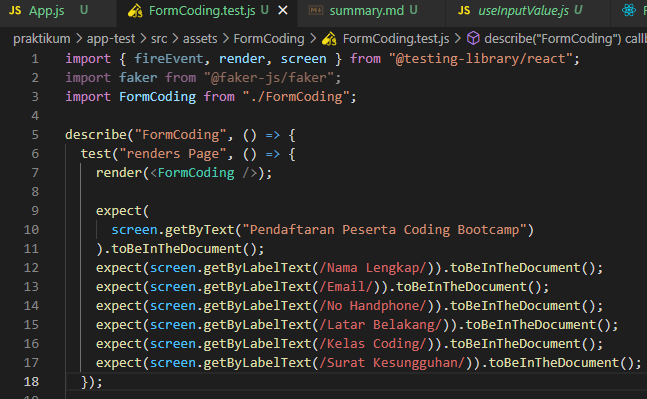 JS App.js U FormCoding.test.js U × summary.md U JS useInputValue.js U
praktikum > app-test > src > assets > FormCoding > FormCoding.test.js > describe("FormCoding") callb
1 import { fireEvent, render, screen } from "@testing-library/react";
2 import faker from "@faker-js/faker";
3 import FormCoding from "./FormCoding";
4
5 describe("FormCoding", () => {
6 test("renders Page", () => {
7 render(<FormCoding />);
8
9 expect(
10 screen.getByText("Pendaftaran Peserta Coding Bootcamp")
11 ).toBeInTheDocument();
12 expect(screen.getByLabelText(/Nama Lengkap/)).toBeInTheDocument();
13 expect(screen.getByLabelText(/Email/)).toBeInTheDocument();
14 expect(screen.getByLabelText(/No Handphone/)).toBeInTheDocument();
15 expect(screen.getByLabelText(/Latar Belakang/)).toBeInTheDocument();
16 expect(screen.getByLabelText(/Kelas Coding/)).toBeInTheDocument();
17 expect(screen.getByLabelText(/Surat Kesungguhan/)).toBeInTheDocument();
18 });